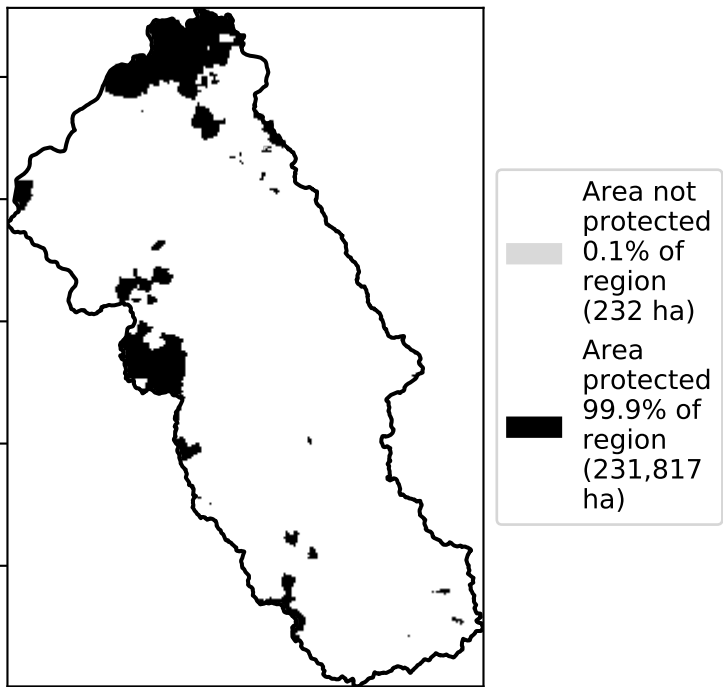 Area not
protected
0.1% of
region
(232 ha)
Area
protected
99.9% of
region
(231,817
ha)